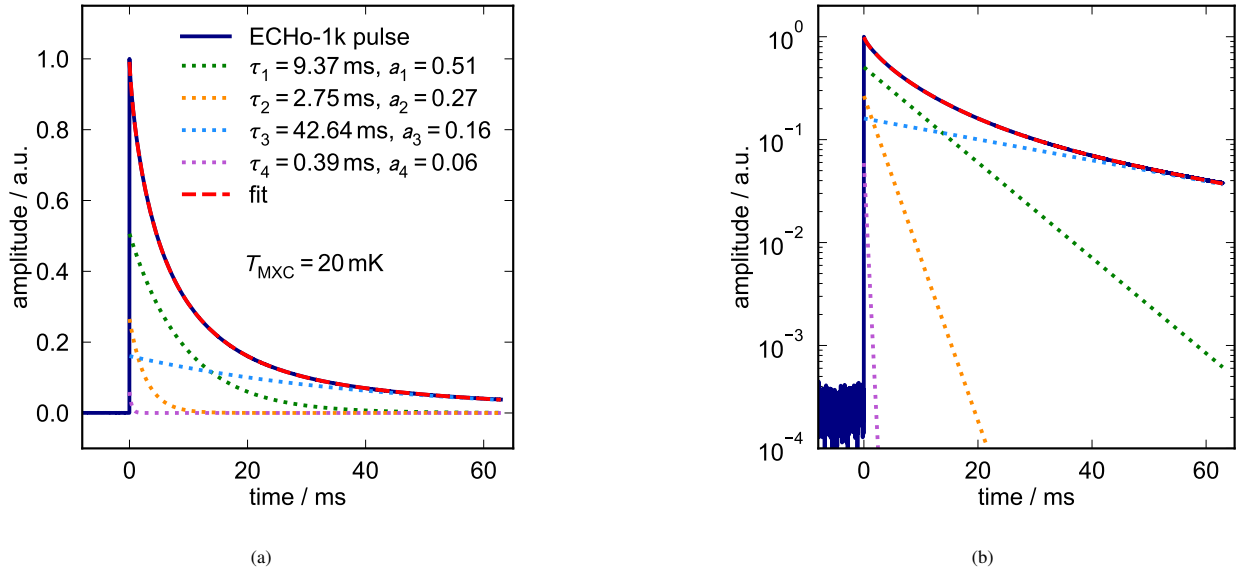 ECHo-1k pulse
τ1 = 9.37 ms, a1 = 0.51
τ2 = 2.75 ms, a2 = 0.27
τ3 = 42.64 ms, a3 = 0.16
τ4 = 0.39 ms, a4 = 0.06
fit
TMXC = 20 mK
amplitude / a.u.
1.0
0.8
0.6
0.4
0.2
0.0
0 20 40 60
time / ms
(a)
amplitude / a.u.
10^0
10^-1
10^-2
10^-3
10^-4
0 20 40 60
time / ms
(b)